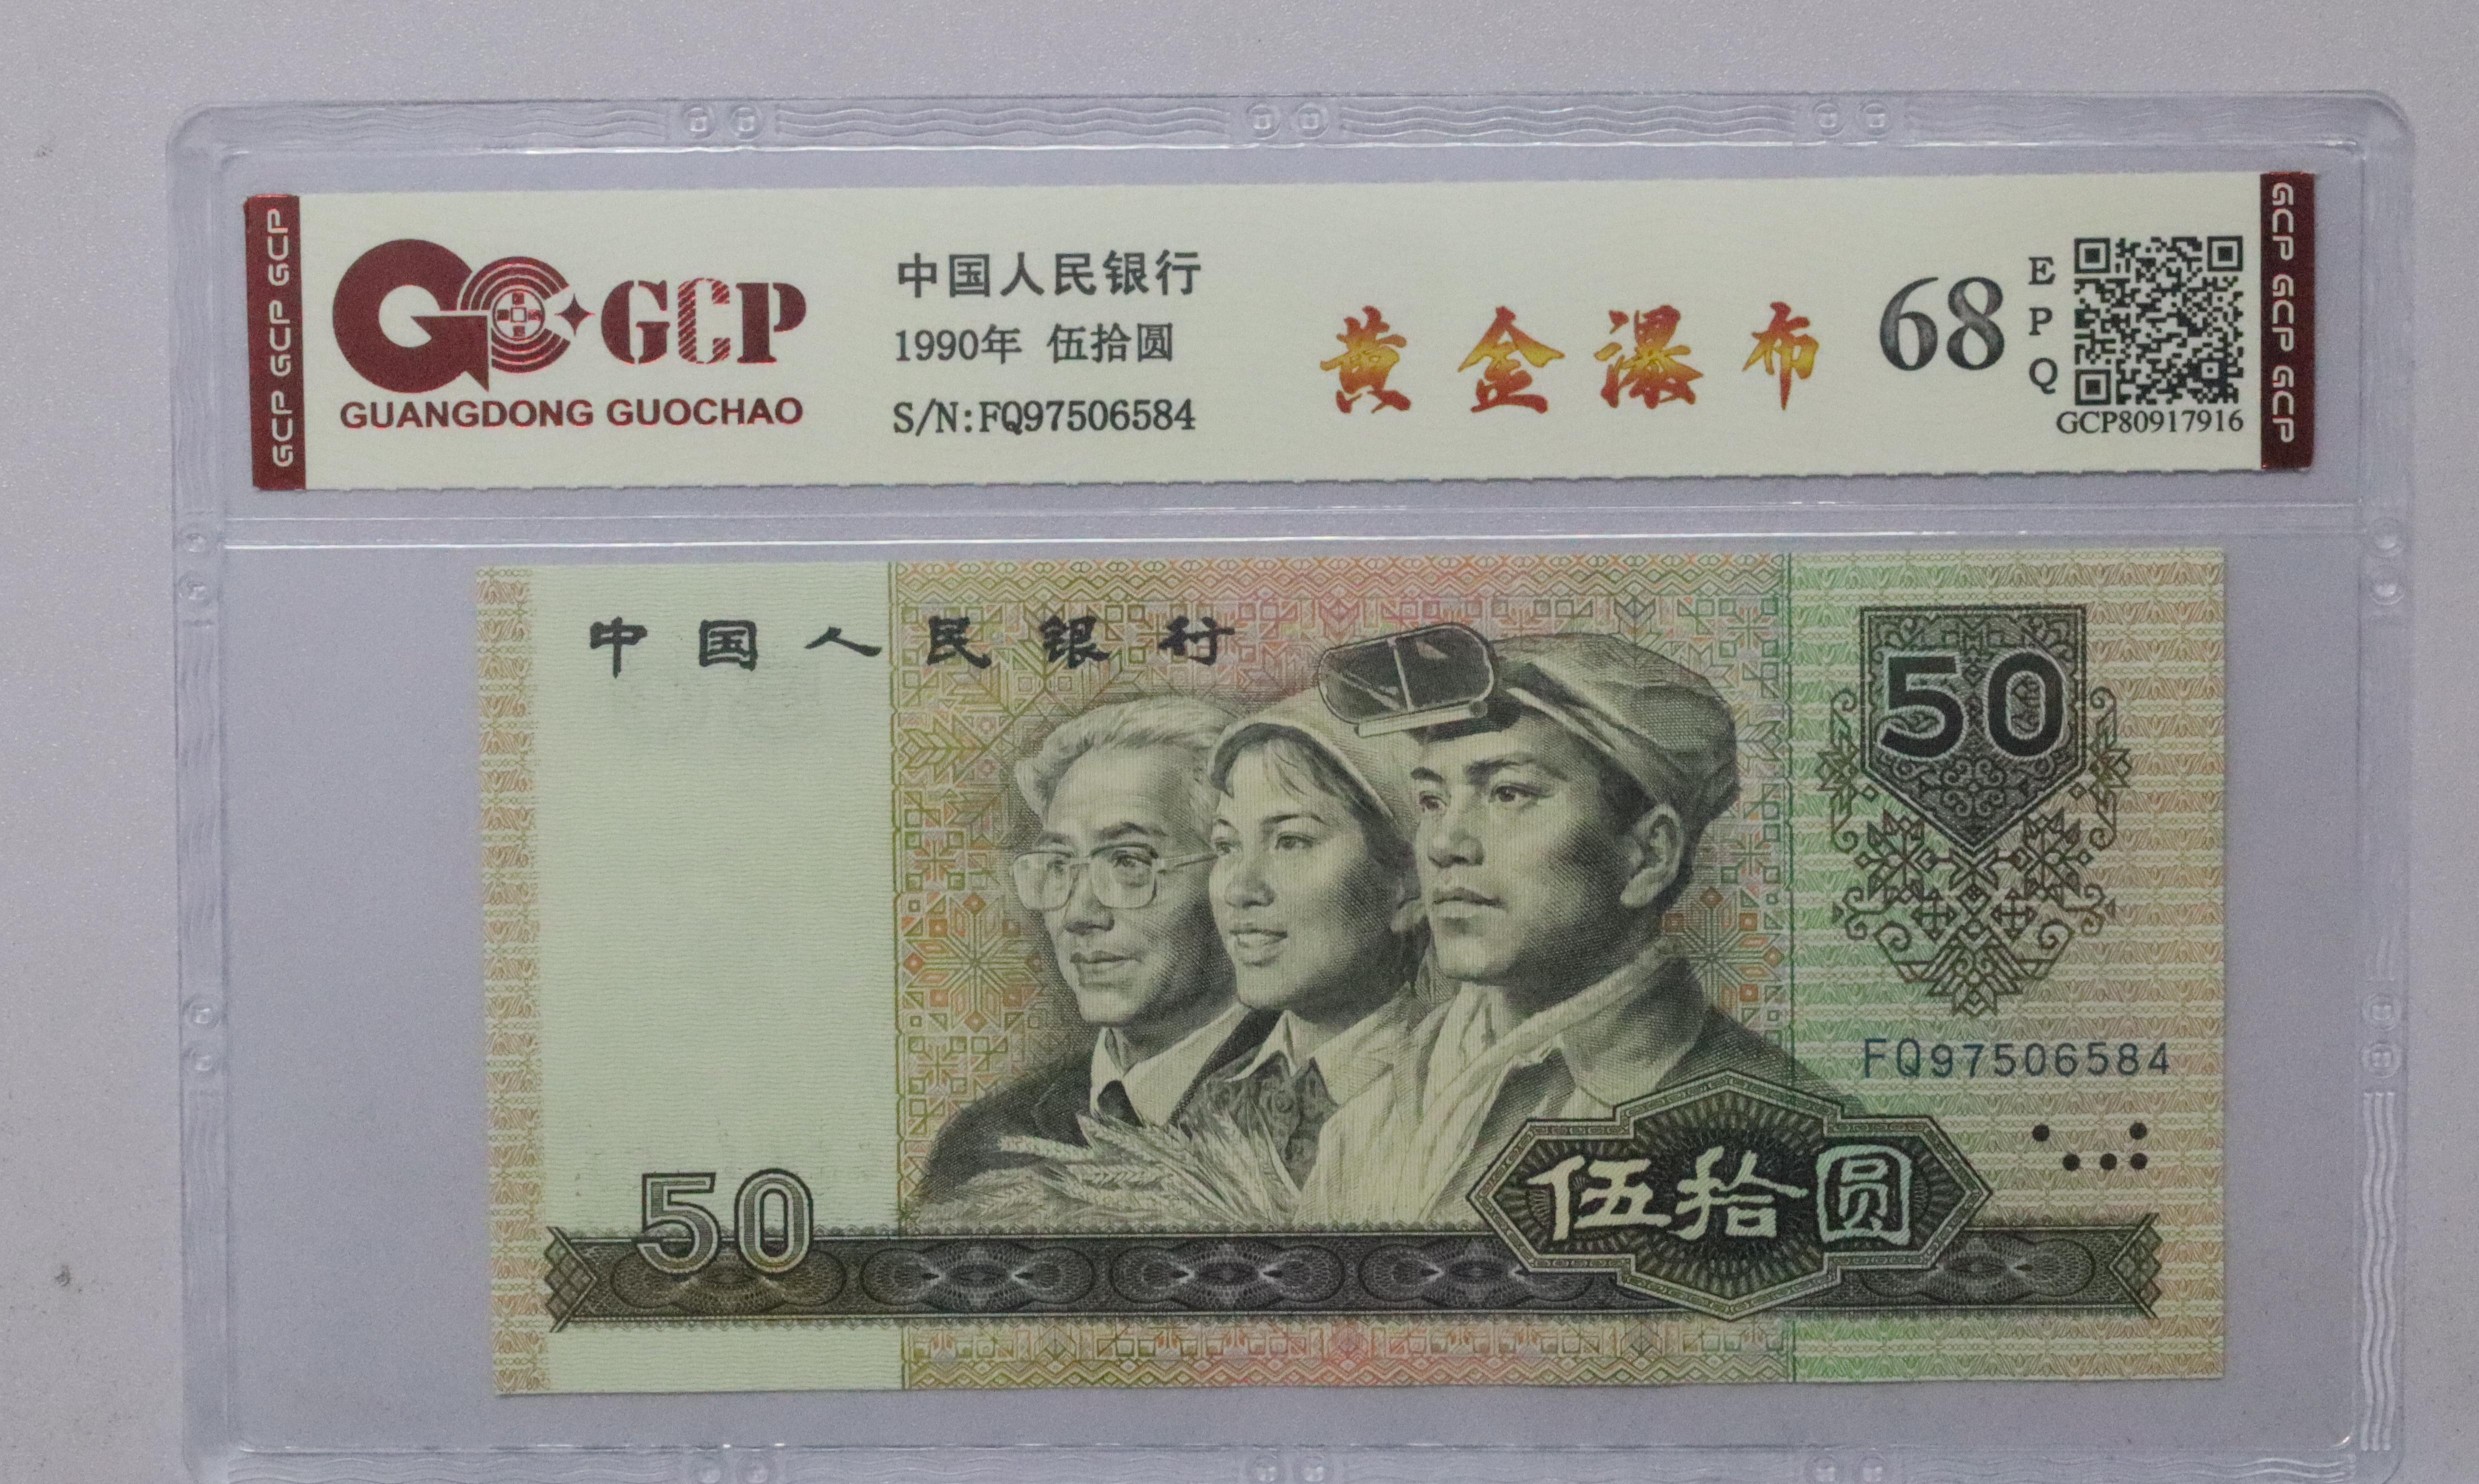 GCP GCP GCP
GCP
GUANGDONG GUOCHAO
中国人民银行
1990年 伍拾圆
S/N:FQ97506584
黄金瀑布
68
EPQ
GCP80917916
GCP GCP GCP
中国人民银行
50
FQ97506584
50
伍拾圆